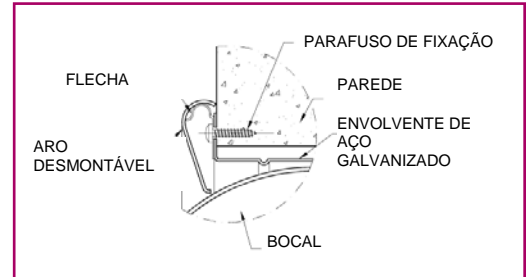 PARAFUSO DE FIXAÇÃO
FLECHA
PAREDE
ARO
DESMONTÁVEL
ENVOLVENTE DE
AÇO
GALVANIZADO
BOCAL